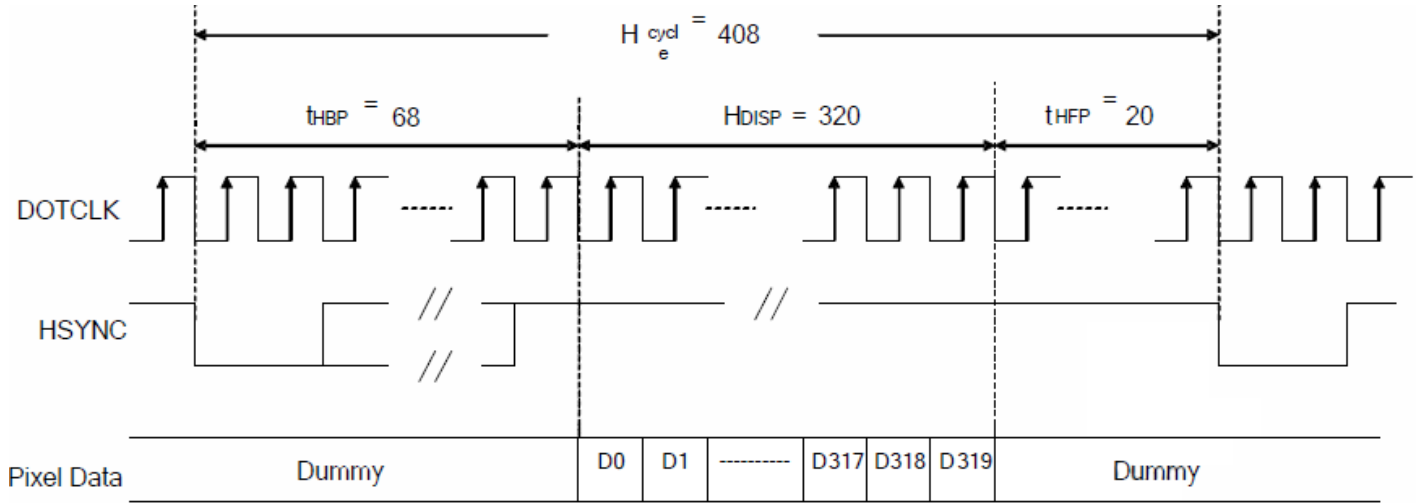 H cycl e = 408
tHBP = 68
HDISP = 320
tHFP = 20
DOTCLK
HSYNC
Pixel Data
Dummy
D0
D1
----------
D317
D318
D319
Dummy